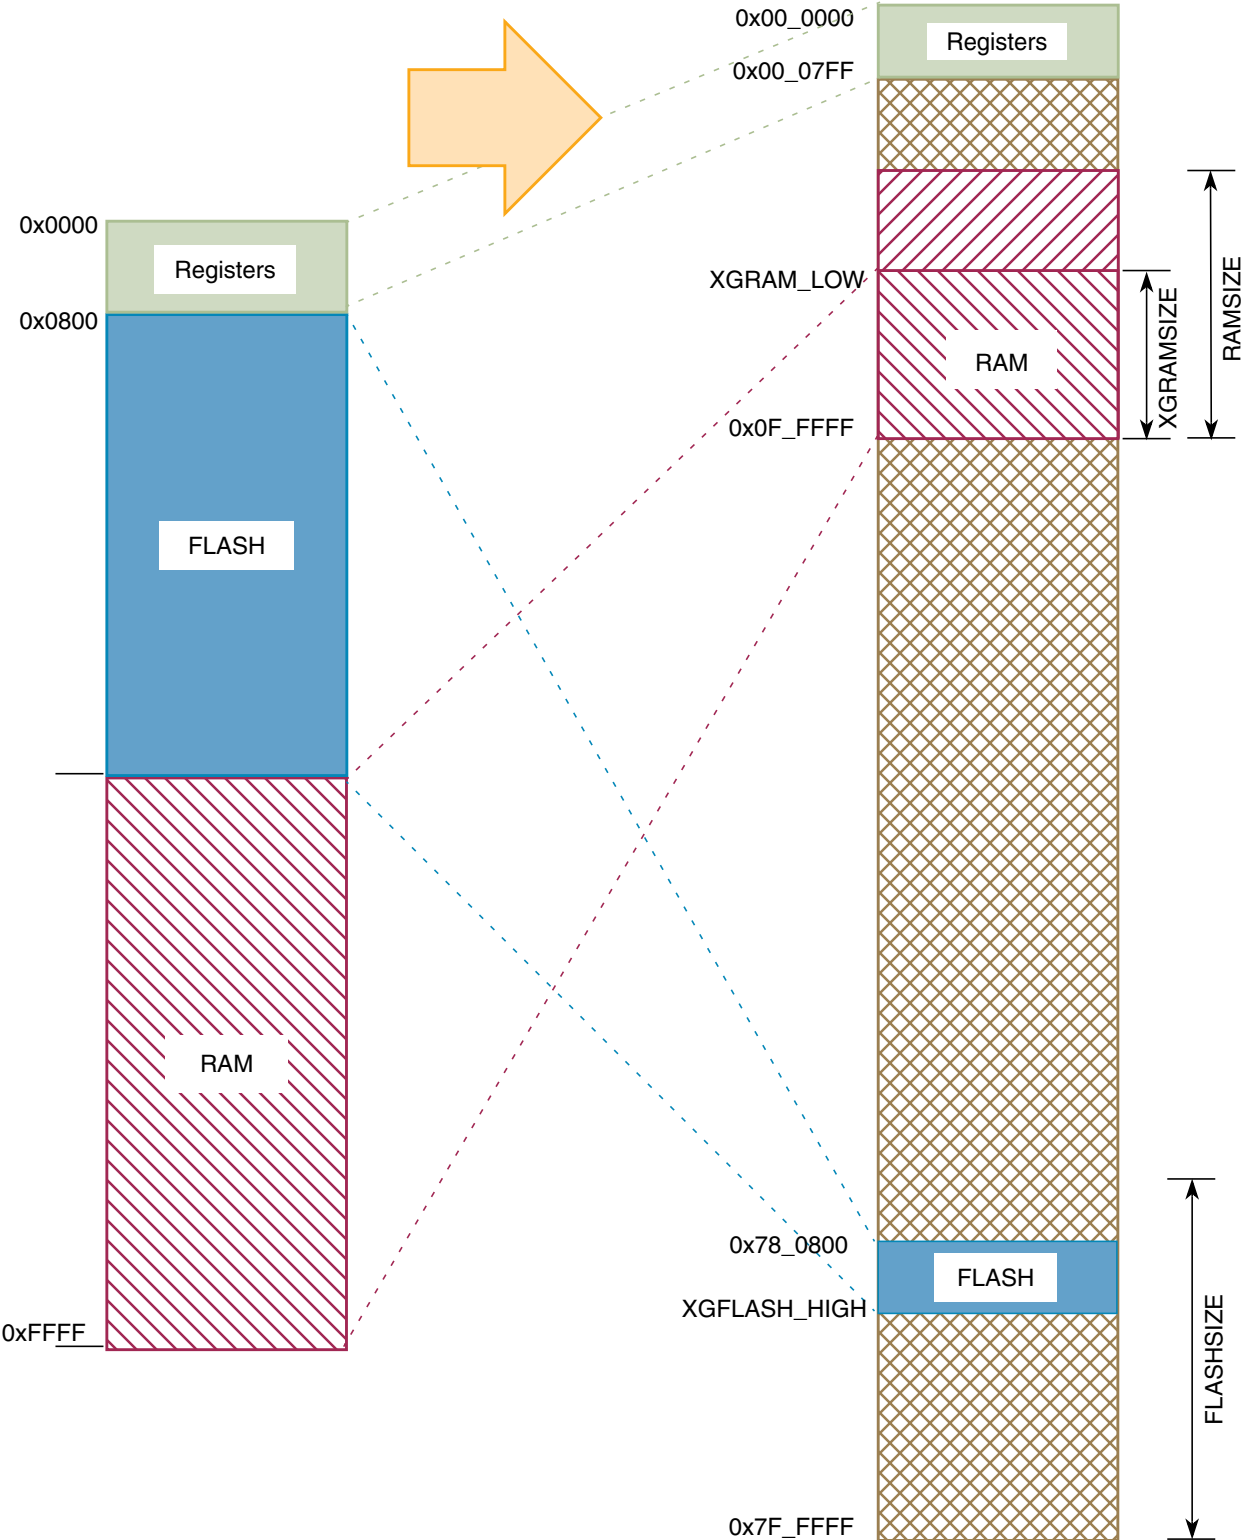 0x0000
Registers
0x0800
FLASH
RAM
0xFFFF
0x00_0000
Registers
0x00_07FF
XGRAM_LOW
RAM
0x0F_FFFF
XGRAMSIZE
RAMSIZE
0x78_0800
FLASH
XGFLASH_HIGH
FLASHSIZE
0x7F_FFFF